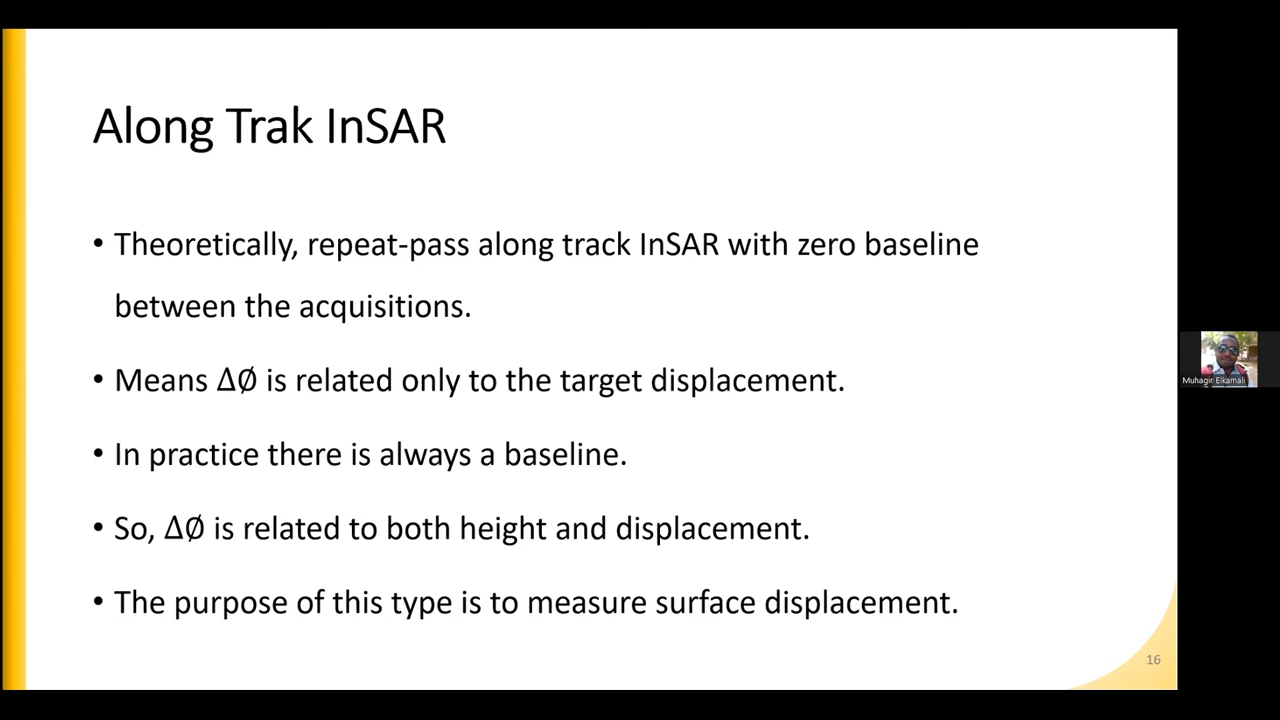 Along Trak InSAR
• Theoretically, repeat-pass along track InSAR with zero baseline
between the acquisitions.
• Means ΔØ is related only to the target displacement.
• In practice there is always a baseline.
• So, ΔØ is related to both height and displacement.
• The purpose of this type is to measure surface displacement.
16
Muhagir Elkamali